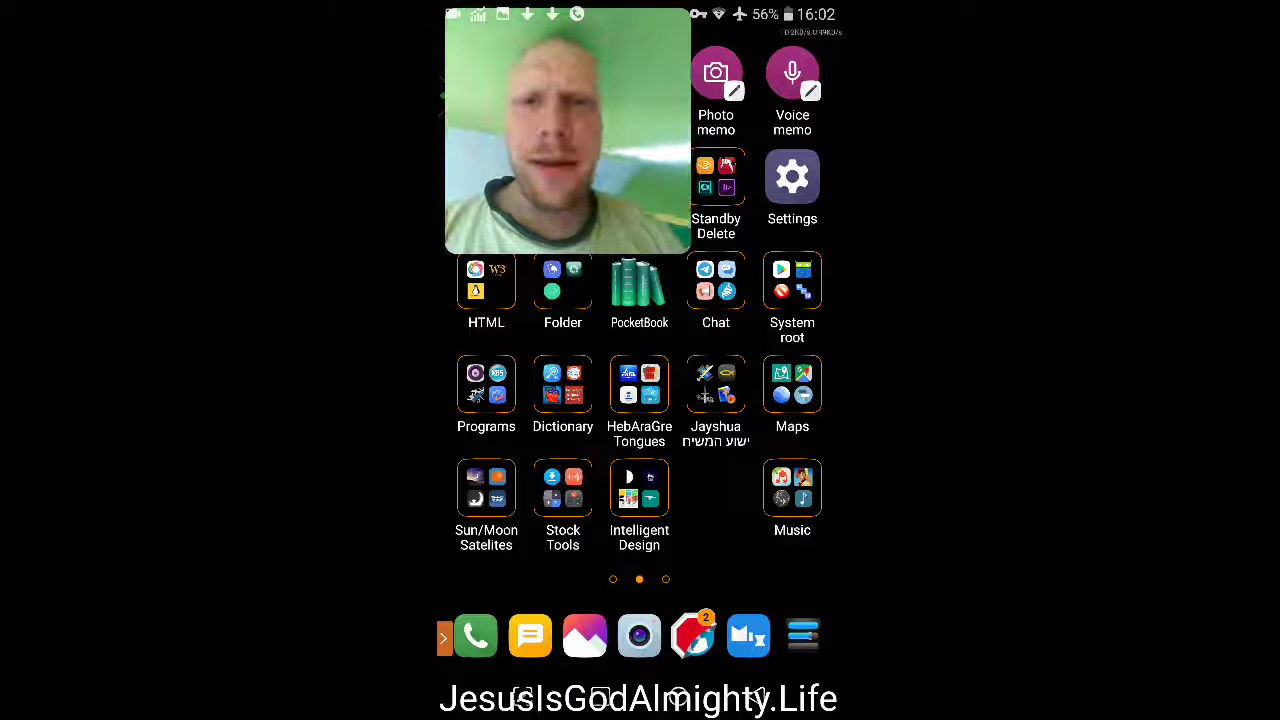 56% 16:02
Photo memo
Voice memo
Standby Delete
Settings
W3
HTML
Folder
PocketBook
Chat
System root
Programs
Dictionary
HebAraGre Tongues
Jayshua ישוע המשיח
Maps
Sun/Moon Satelites
Stock Tools
Intelligent Design
Music
2
JesusIsGodAlmighty.Life